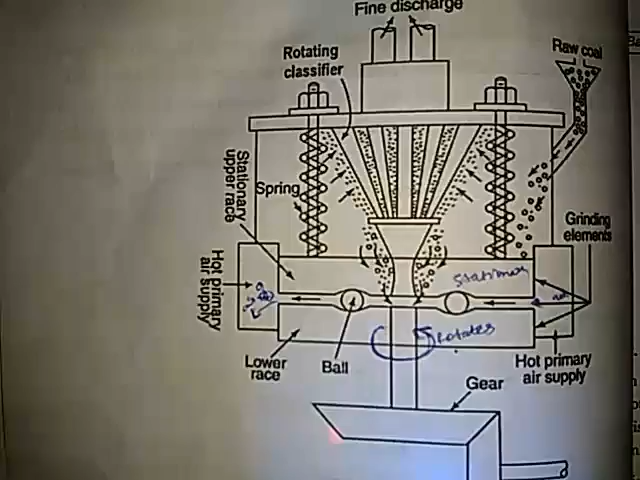 Fine discharge
Rotating
classifier
Raw coal
Stationary
upper race
Spring
Grinding
elements
Hot primary
air supply
Stationary
Rotates
Lower
race
Ball
Hot primary
air supply
Gear